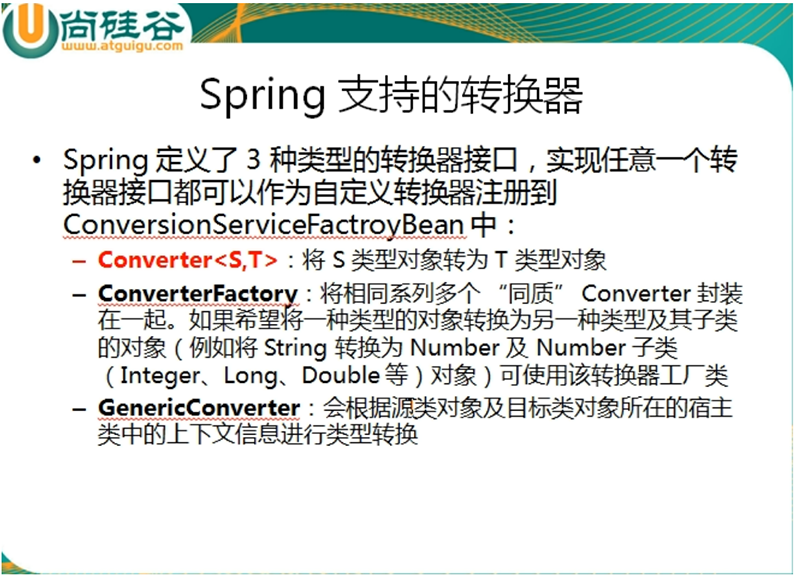 尚硅谷
www.atguigu.com
Spring 支持的转换器
• Spring 定义了 3 种类型的转换器接口，实现任意一个转
换器接口都可以作为自定义转换器注册到
ConversionServiceFactroyBean 中：
– Converter<S,T>：将 S 类型对象转为 T 类型对象
– ConverterFactory：将相同系列多个 “同质” Converter 封装
在一起。如果希望将一种类型的对象转换为另一种类型及其子类
的对象（例如将 String 转换为 Number 及 Number 子类
（Integer、Long、Double 等）对象）可使用该转换器工厂类
– GenericConverter：会根据源类对象及目标类对象所在的宿主
类中的上下文信息进行类型转换